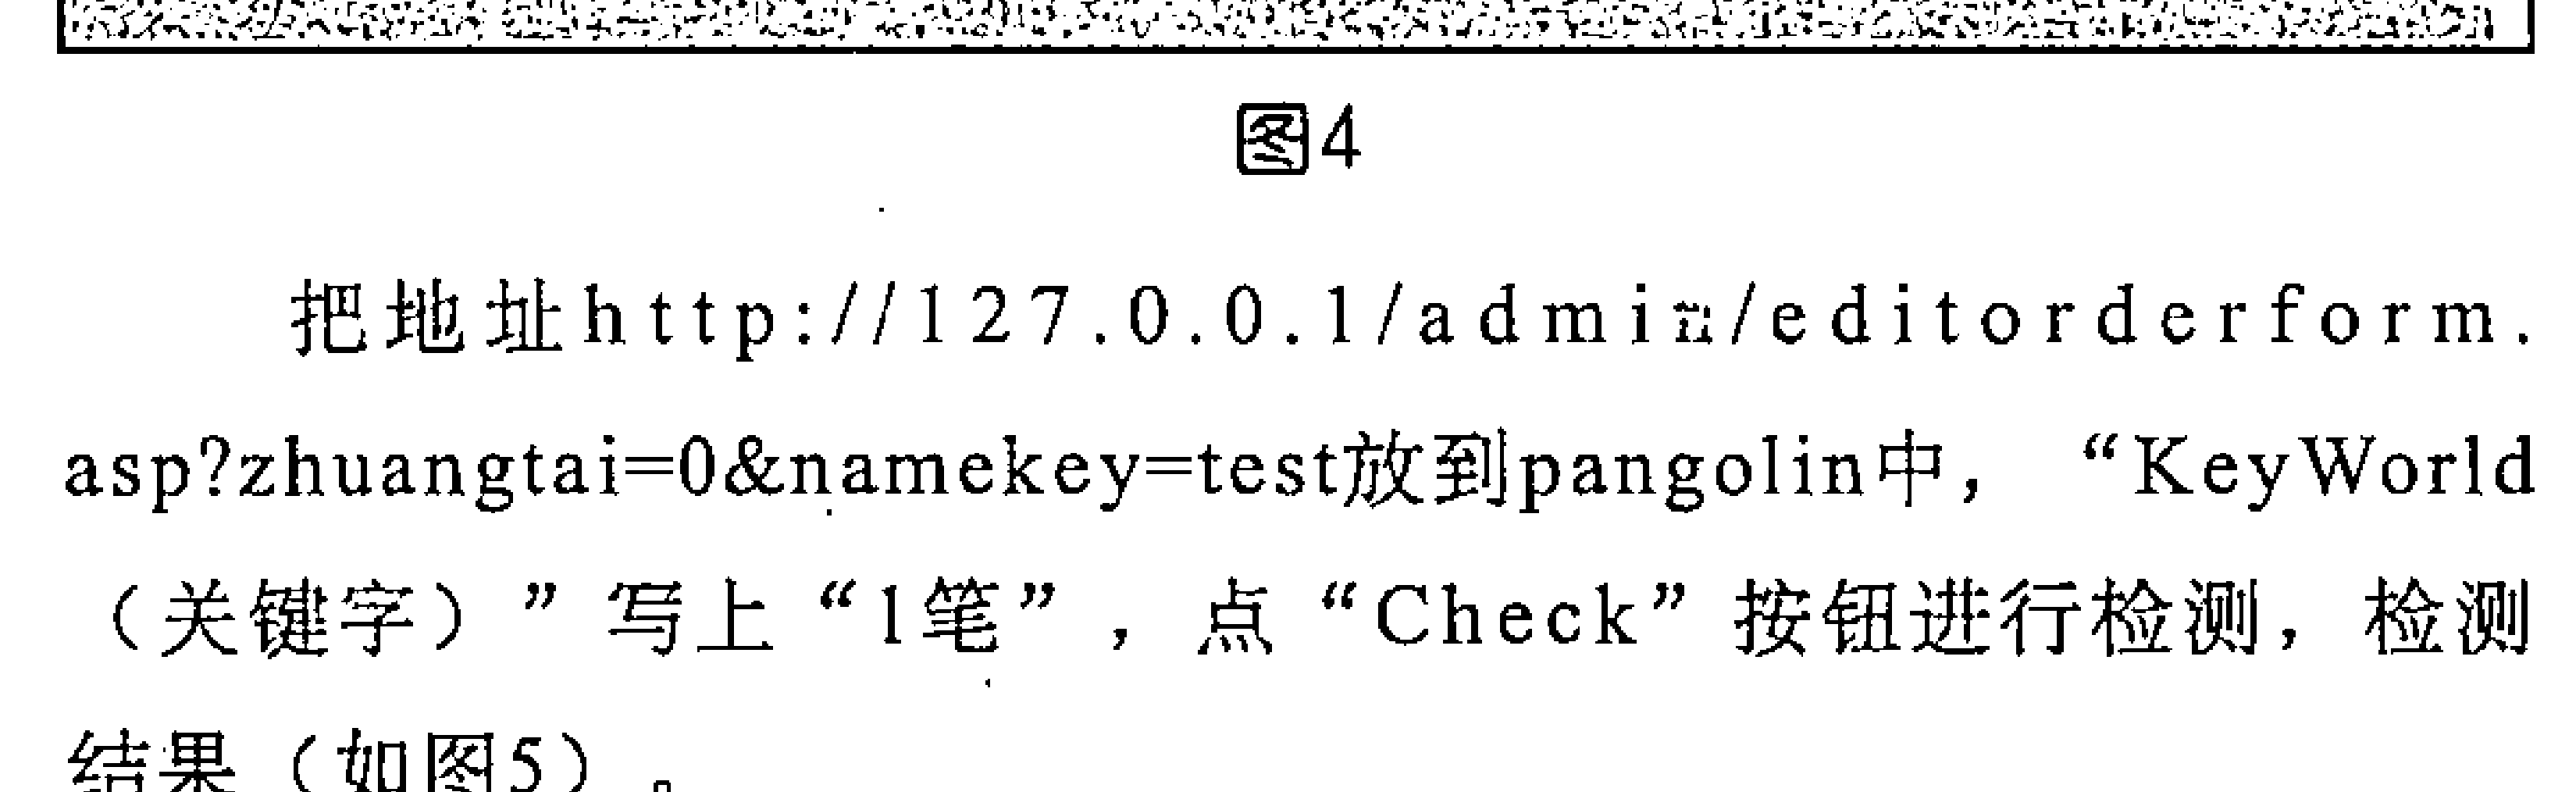 图4
把地址http://127.0.0.1/admin/editorderform.
asp?zhuangtai=0&namekey=test放到pangolin中，“KeyWorld
（关键字）”写上“1笔”，点“Check”按钮进行检测，检测
结果（如图5）。